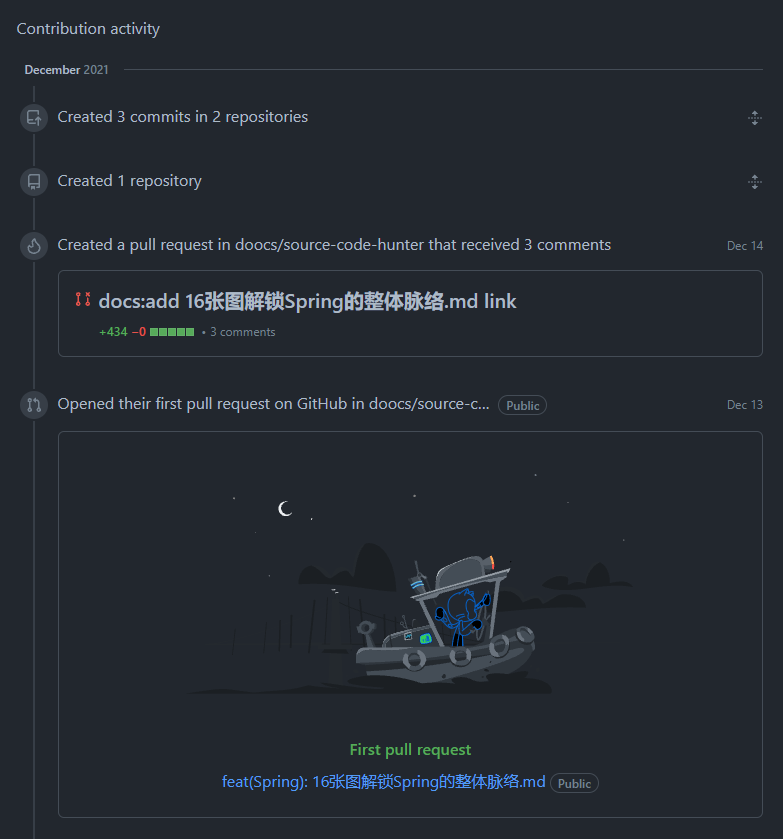 Contribution activity
December 2021
Created 3 commits in 2 repositories
Created 1 repository
Created a pull request in doocs/source-code-hunter that received 3 comments Dec 14
docs:add 16张图解锁Spring的整体脉络.md link
+434 −0 • 3 comments
Opened their first pull request on GitHub in doocs/source-c... Public Dec 13
First pull request
feat(Spring): 16张图解锁Spring的整体脉络.md Public